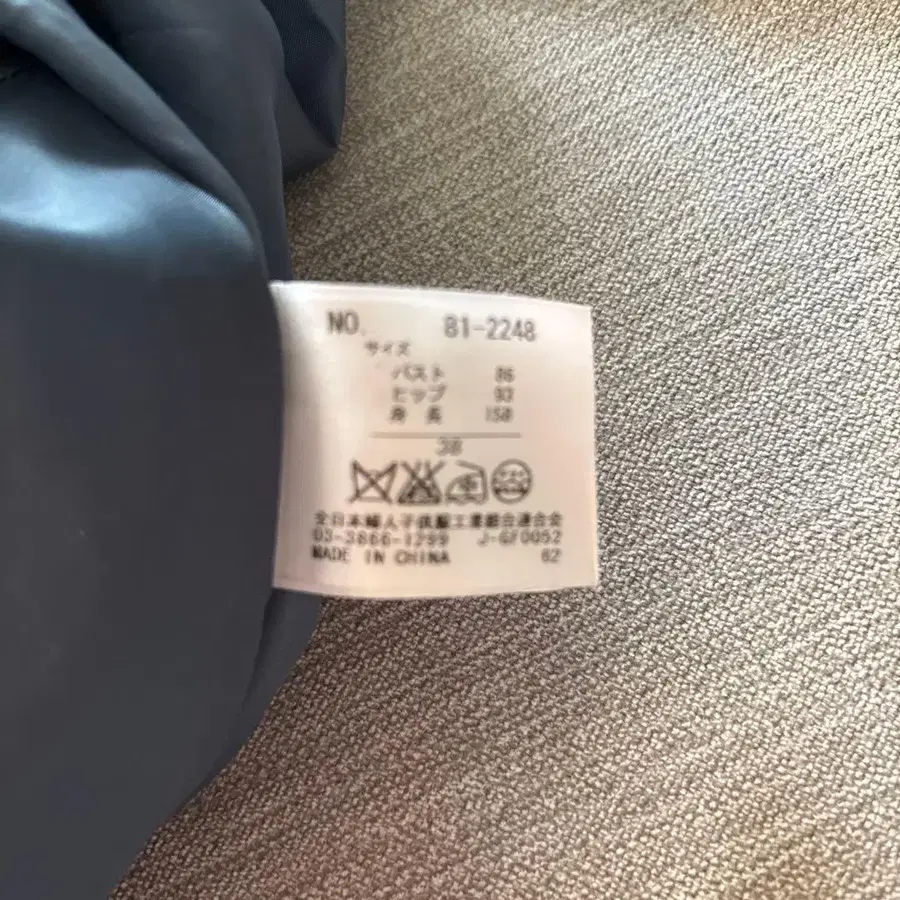 NO. 81-2248
サイズ
バスト 86
ヒップ 93
身長 158
38
全日本婦人子供服工業組合連合会
03-3866-1299 J-GF0052
MADE IN CHINA 62